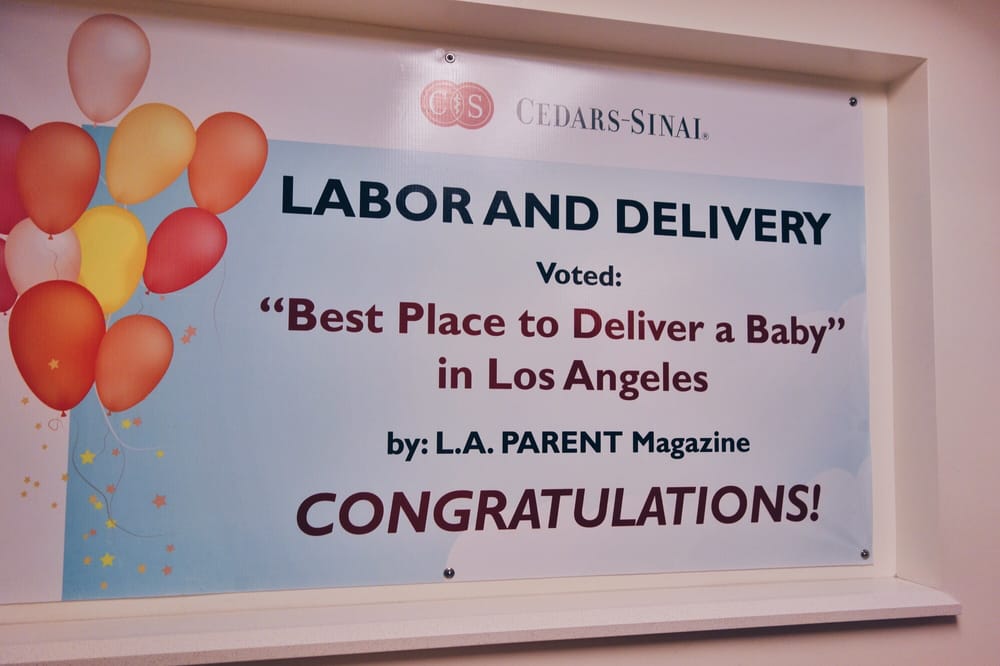 CS CEDARS-SINAI®
LABOR AND DELIVERY
Voted:
“Best Place to Deliver a Baby”
in Los Angeles
by: L.A. PARENT Magazine
CONGRATULATIONS!